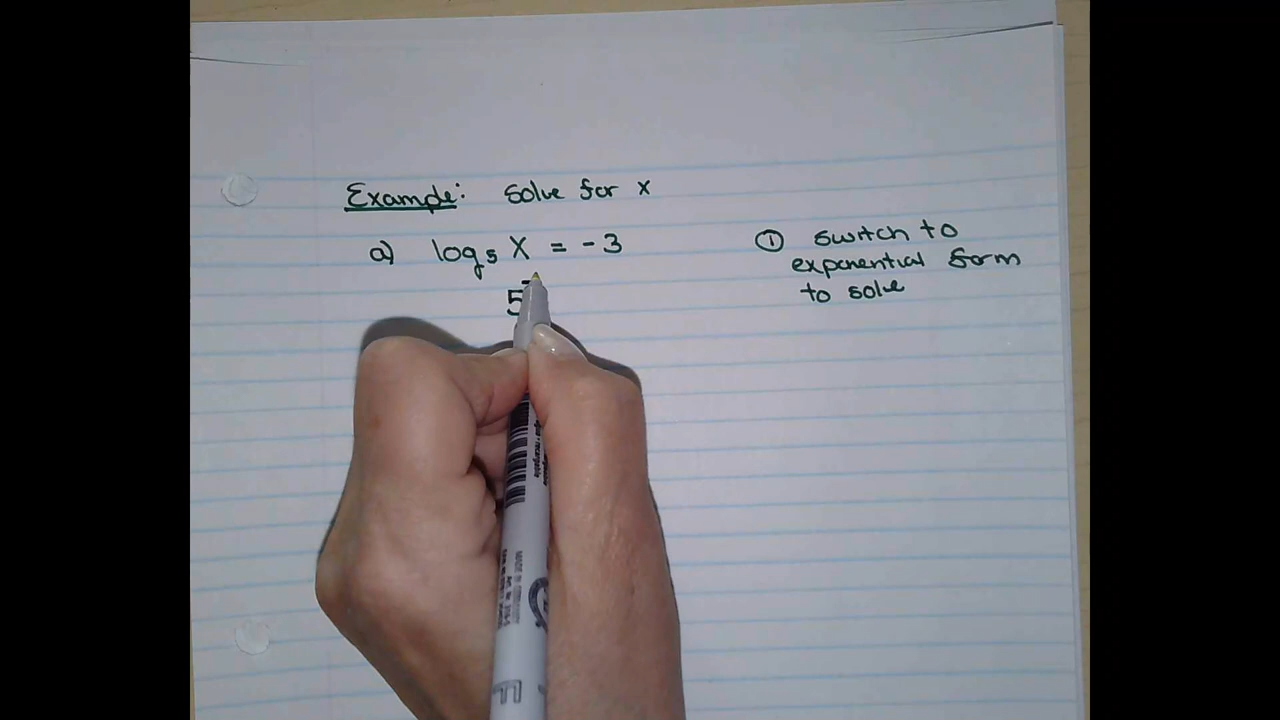 Example: Solve for x
a) log₅ X = -3
① switch to
exponential form
to solve
5⁻